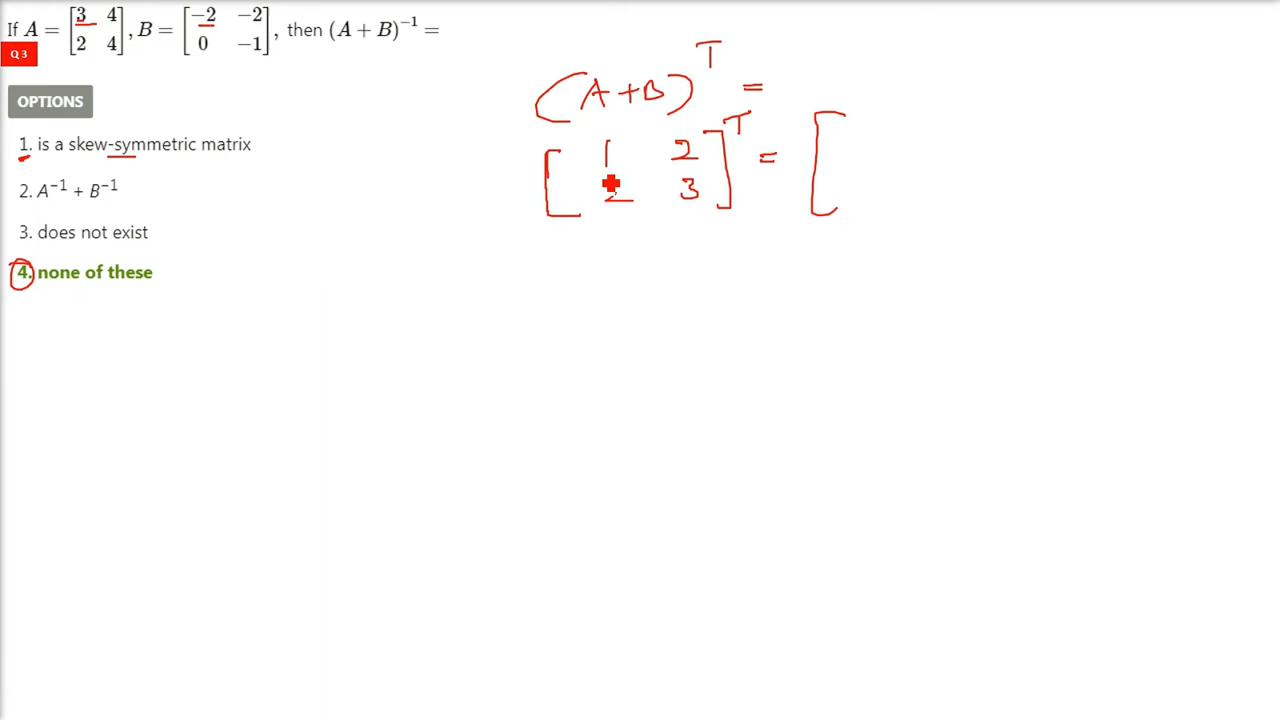 If A = [3 4; 2 4], B = [−2 −2; 0 −1], then (A + B)⁻¹ =
Q 3
OPTIONS
1. is a skew-symmetric matrix
2. A⁻¹ + B⁻¹
3. does not exist
4. none of these
(A+B)ᵀ =
[1 2; 2 3]ᵀ = [